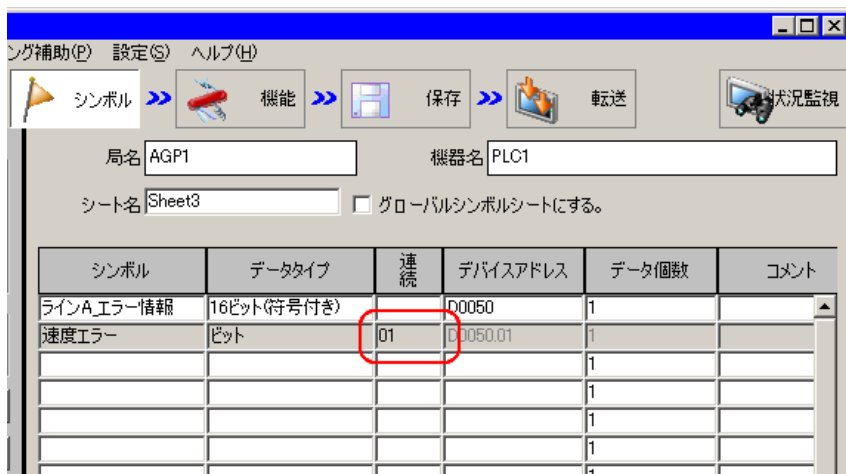 ング補助(P) 設定(S) ヘルプ(H)
シンボル 機能 保存 転送 状況監視
局名 AGP1 機器名 PLC1
シート名 Sheet3 グローバルシンボルシートにする。
シンボル データタイプ 連続 デバイスアドレス データ個数 コメント
ラインA_エラー情報 16ビット(符号付き) D0050 1
速度エラー ビット 01 D0050.01 1
1
1
1
1